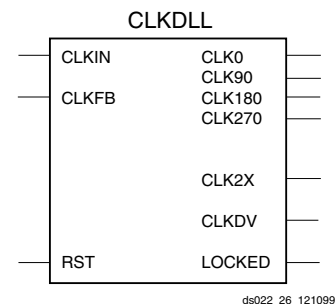 CLKDLL
CLKIN CLK0
CLK90
CLKFB CLK180
CLK270
CLK2X
CLKDV
RST LOCKED
ds022_26_121099